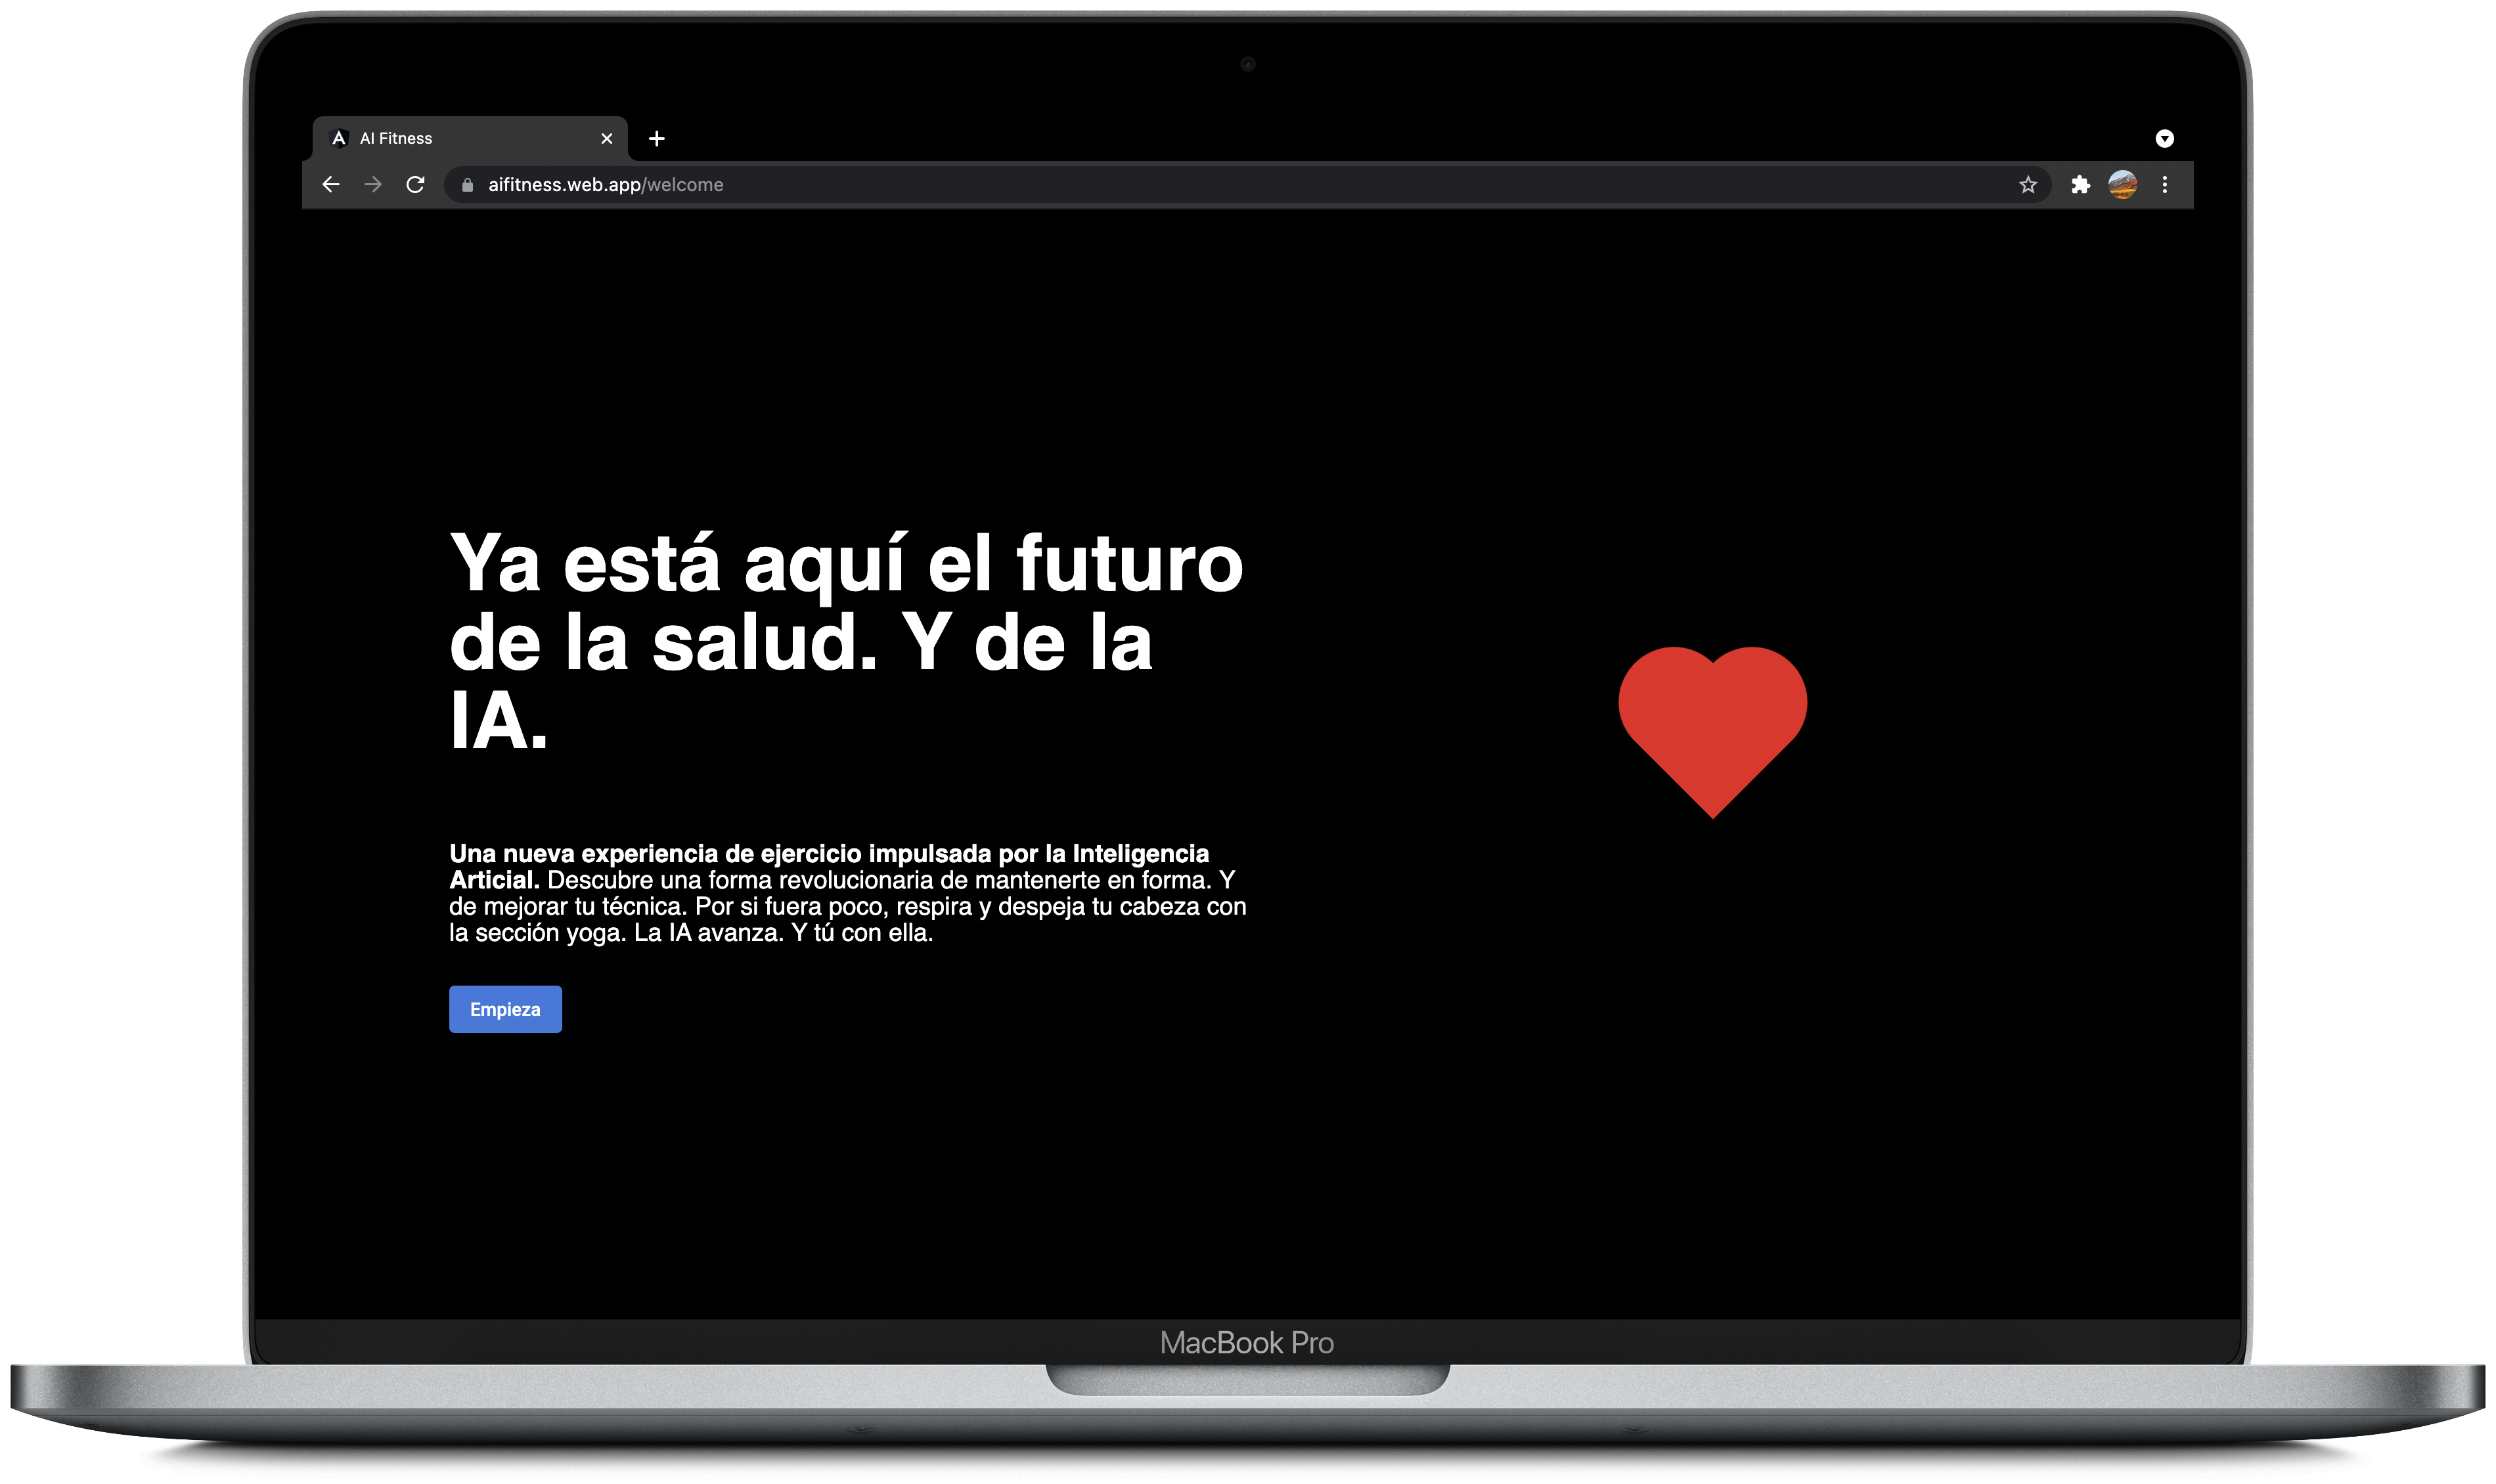 AI Fitness
aifitness.web.app/welcome
Ya está aquí el futuro
de la salud. Y de la
IA.
Una nueva experiencia de ejercicio impulsada por la Inteligencia
Articial. Descubre una forma revolucionaria de mantenerte en forma. Y
de mejorar tu técnica. Por si fuera poco, respira y despeja tu cabeza con
la sección yoga. La IA avanza. Y tú con ella.
Empieza
MacBook Pro